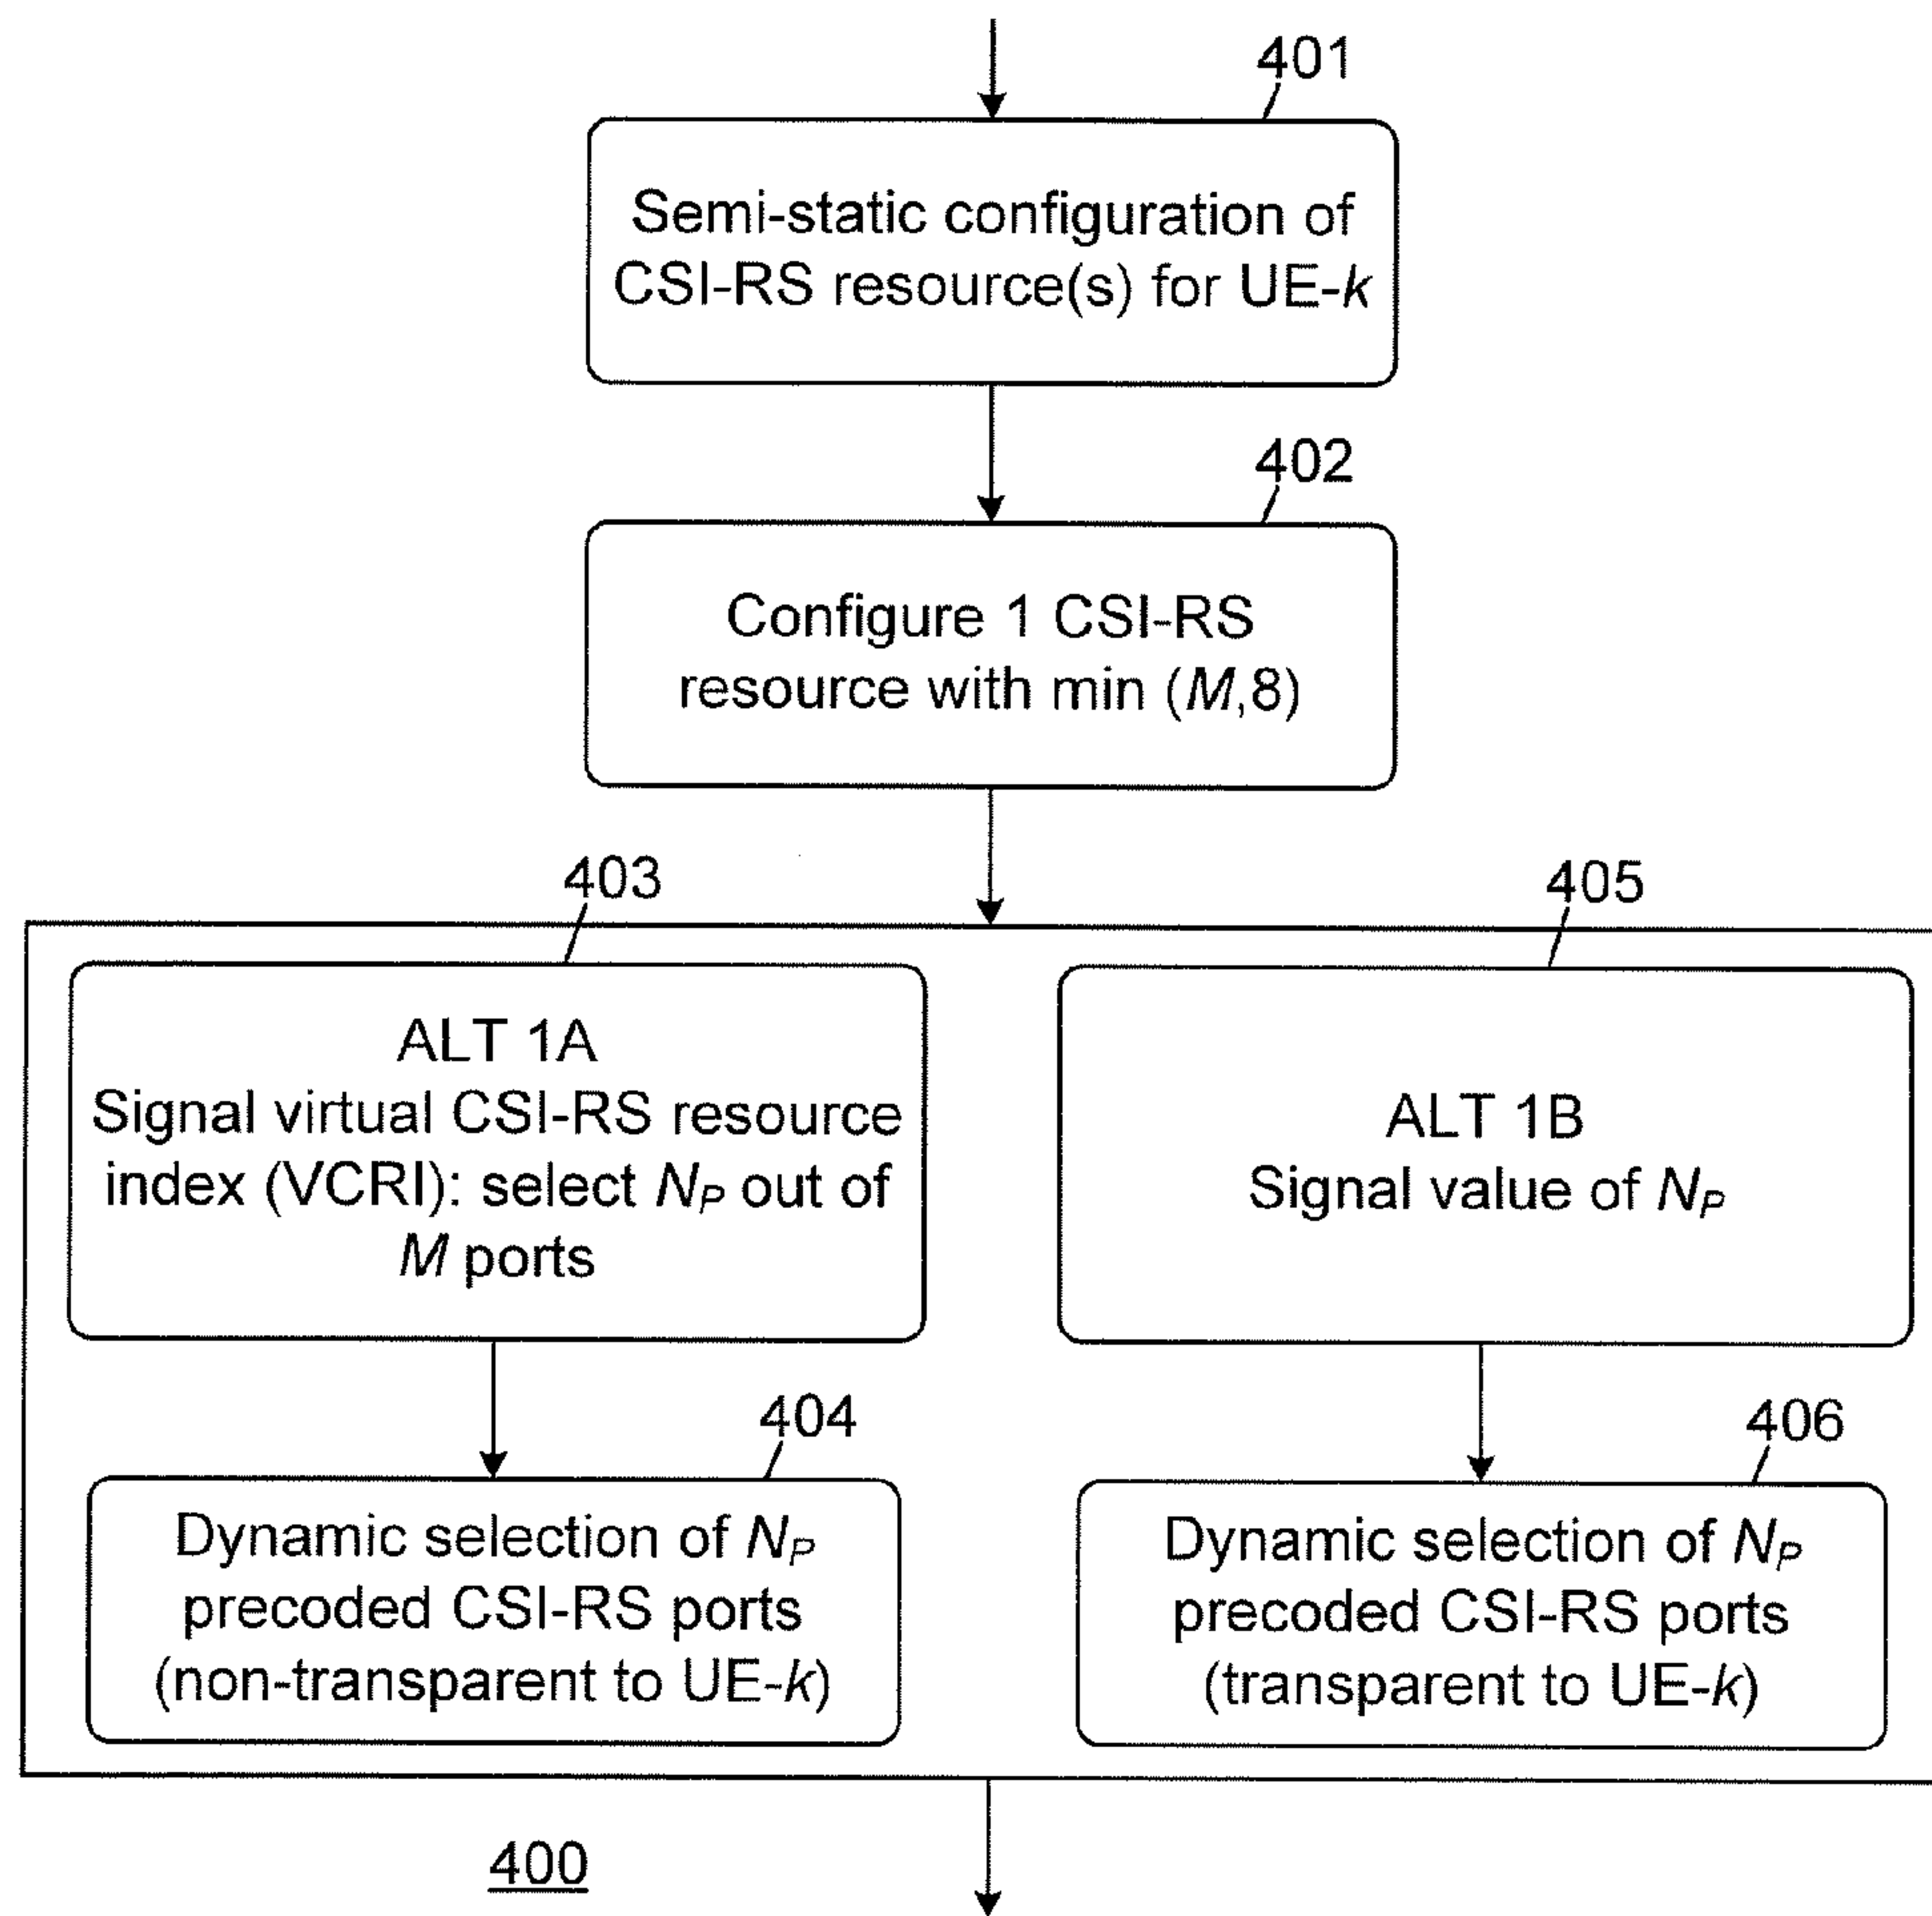 401
Semi-static configuration of
CSI-RS resource(s) for UE-k
402
Configure 1 CSI-RS
resource with min (M,8)
403
ALT 1A
Signal virtual CSI-RS resource
index (VCRI): select NP out of
M ports
404
Dynamic selection of NP
precoded CSI-RS ports
(non-transparent to UE-k)
405
ALT 1B
Signal value of NP
406
Dynamic selection of NP
precoded CSI-RS ports
(transparent to UE-k)
400